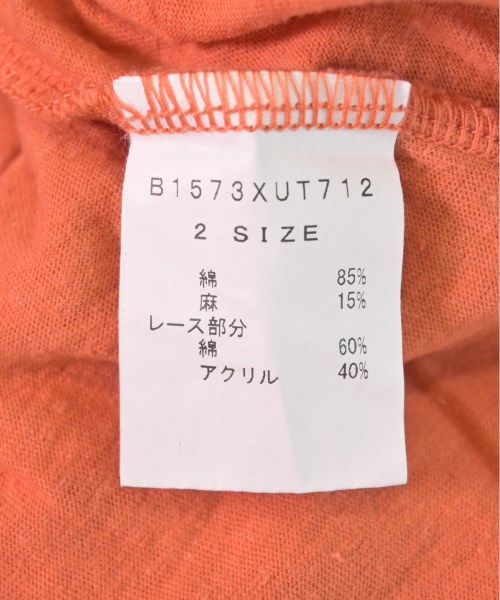 B1573XUT712
2 SIZE
綿 85%
麻 15%
レース部分
綿 60%
アクリル 40%